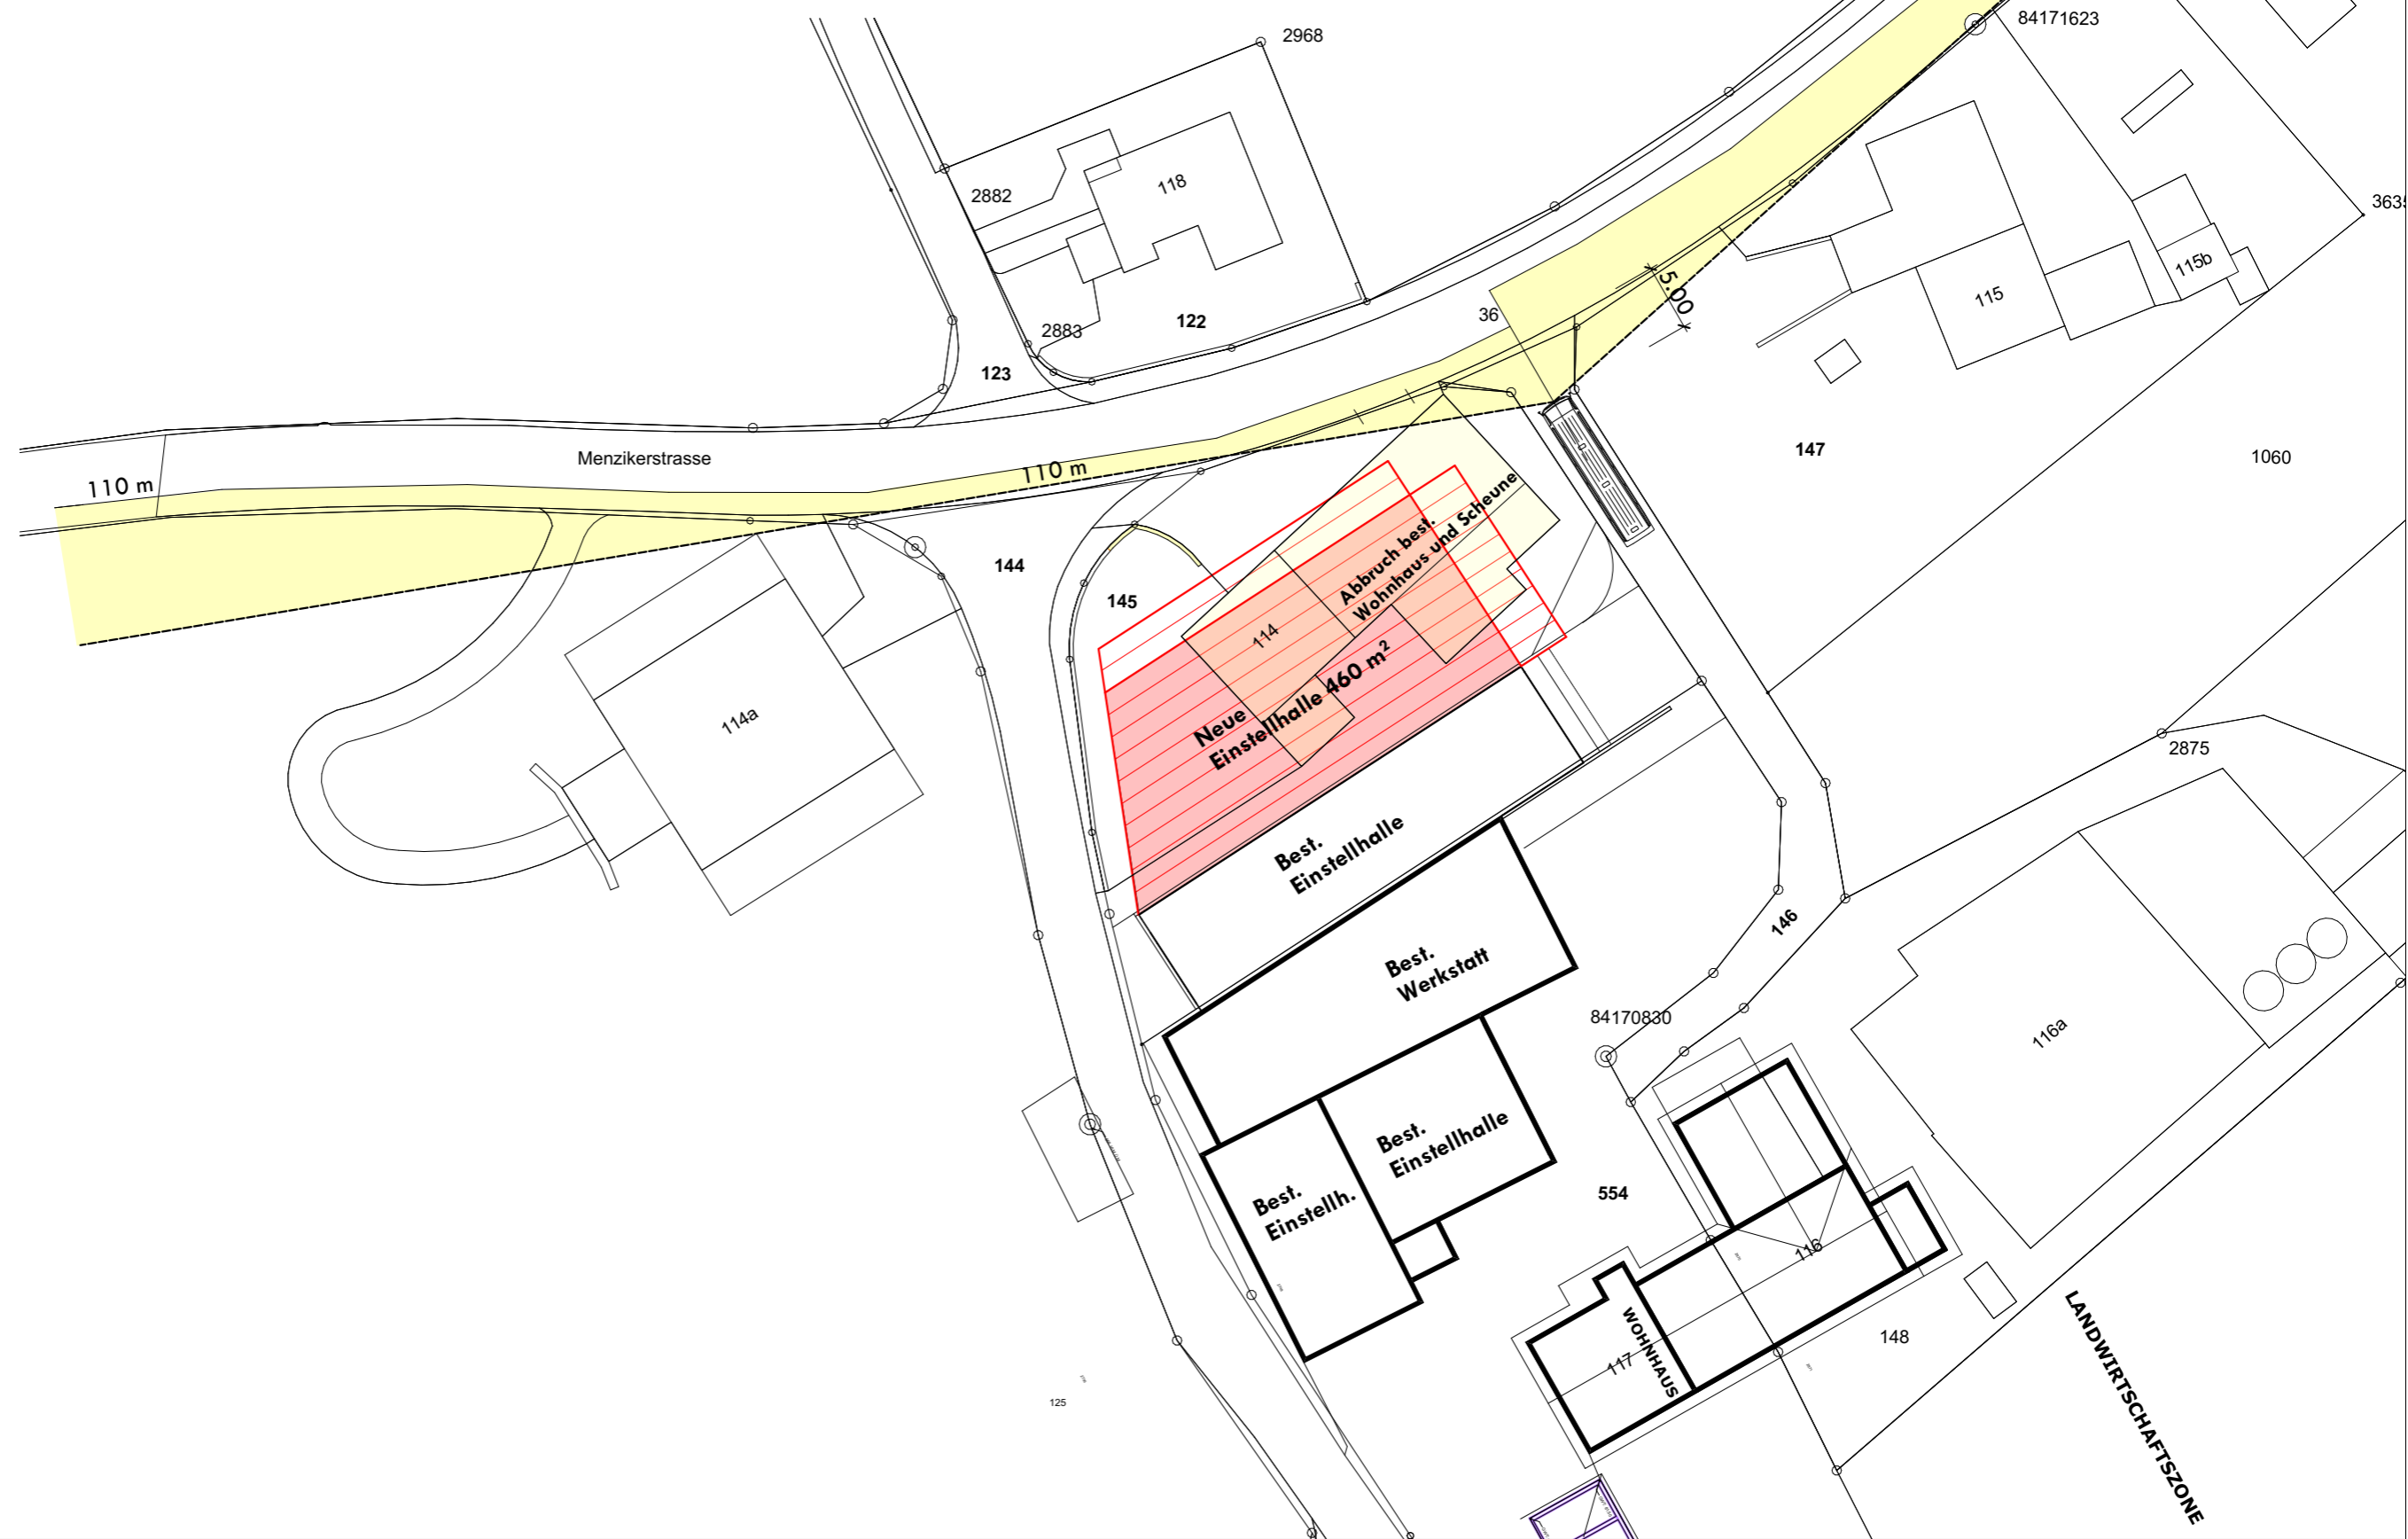 2968
84171623
2882
118
3635
115b
115
2883
122
36
5.00
123
147
1060
Menzikerstrasse
110 m
110 m
144
145
Abbruch best.
Wohnhaus und Scheune
114
Neue
Einstellhalle 460 m²
114a
2875
Best.
Einstellhalle
146
Best.
Werkstatt
84170830
116a
Best.
Einstellhalle
Best.
Einstellh.
554
116
WOHNHAUS
117
148
125
LANDWIRTSCHAFTSZONE